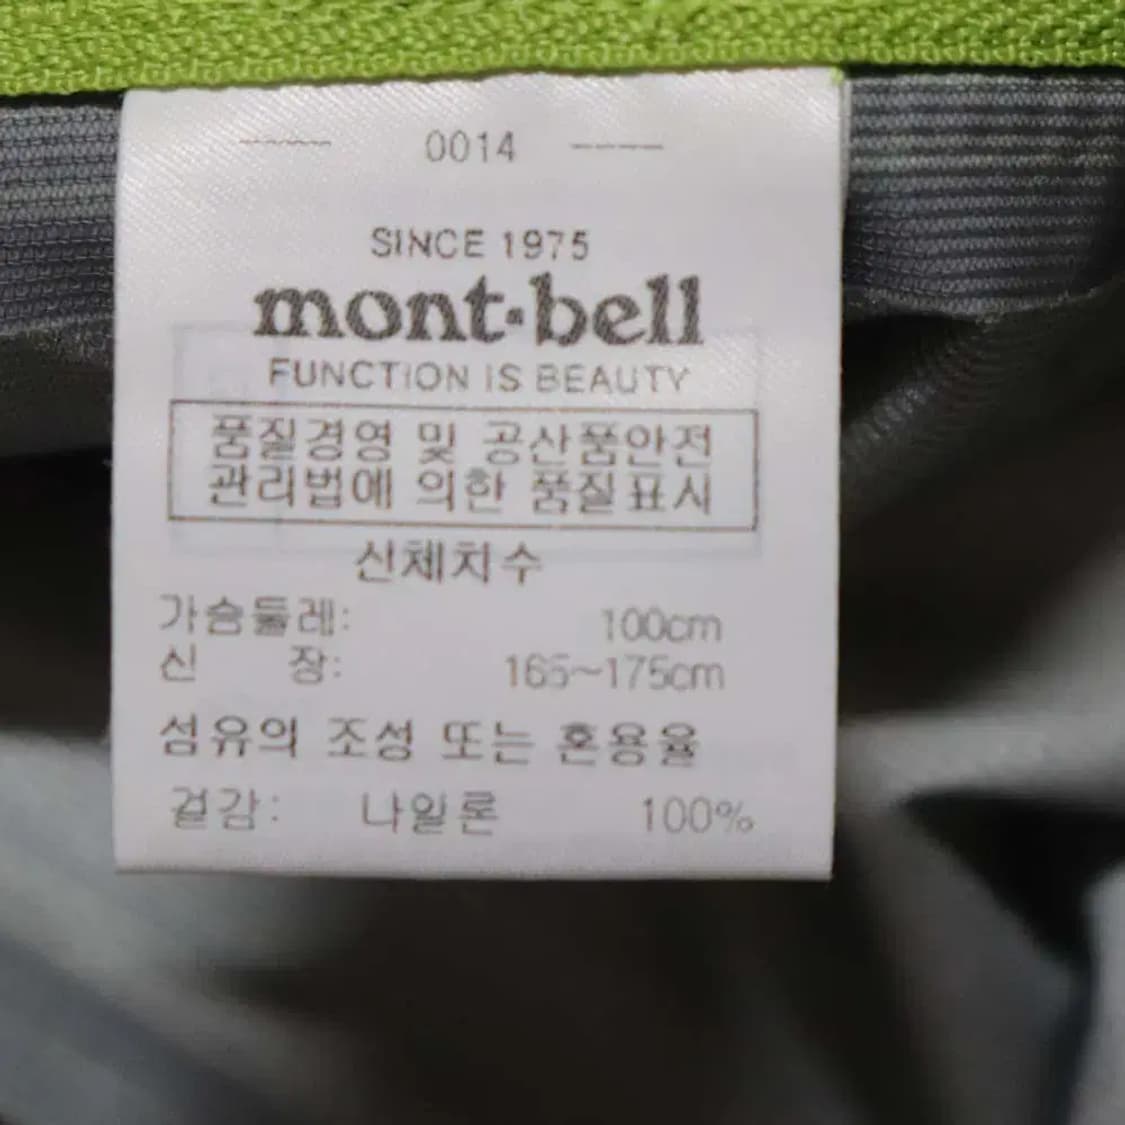 0014
SINCE 1975
mont-bell
FUNCTION IS BEAUTY
품질경영 및 공산품안전
관리법에 의한 품질표시
신체치수
가슴둘레: 100cm
신 장: 165~175cm
섬유의 조성 또는 혼용율
겉감: 나일론 100%